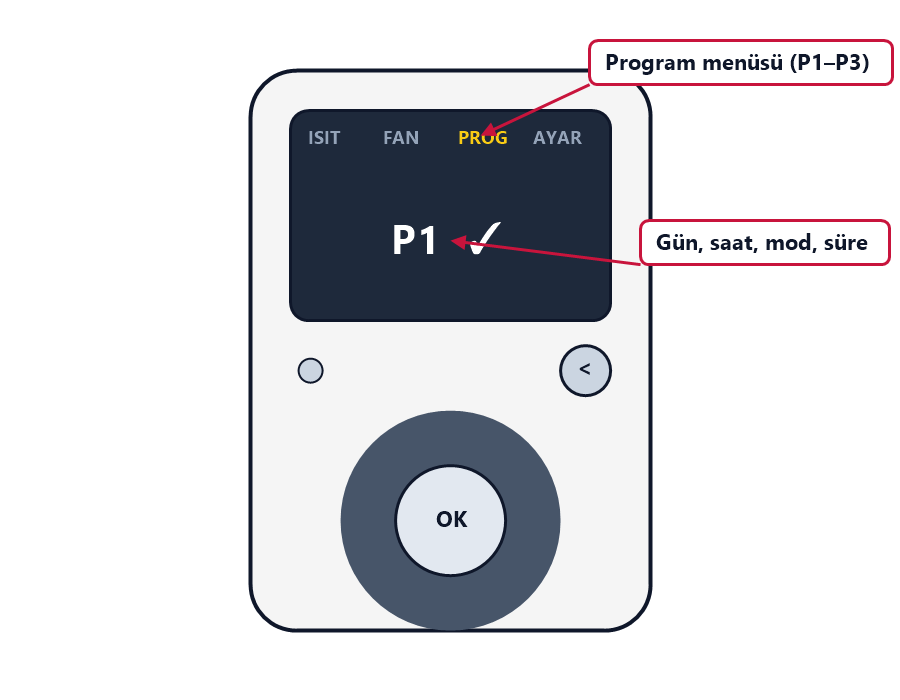 Program menüsü (P1–P3)
ISIT FAN PROG AYAR
P1 ✓
Gün, saat, mod, süre
<
OK